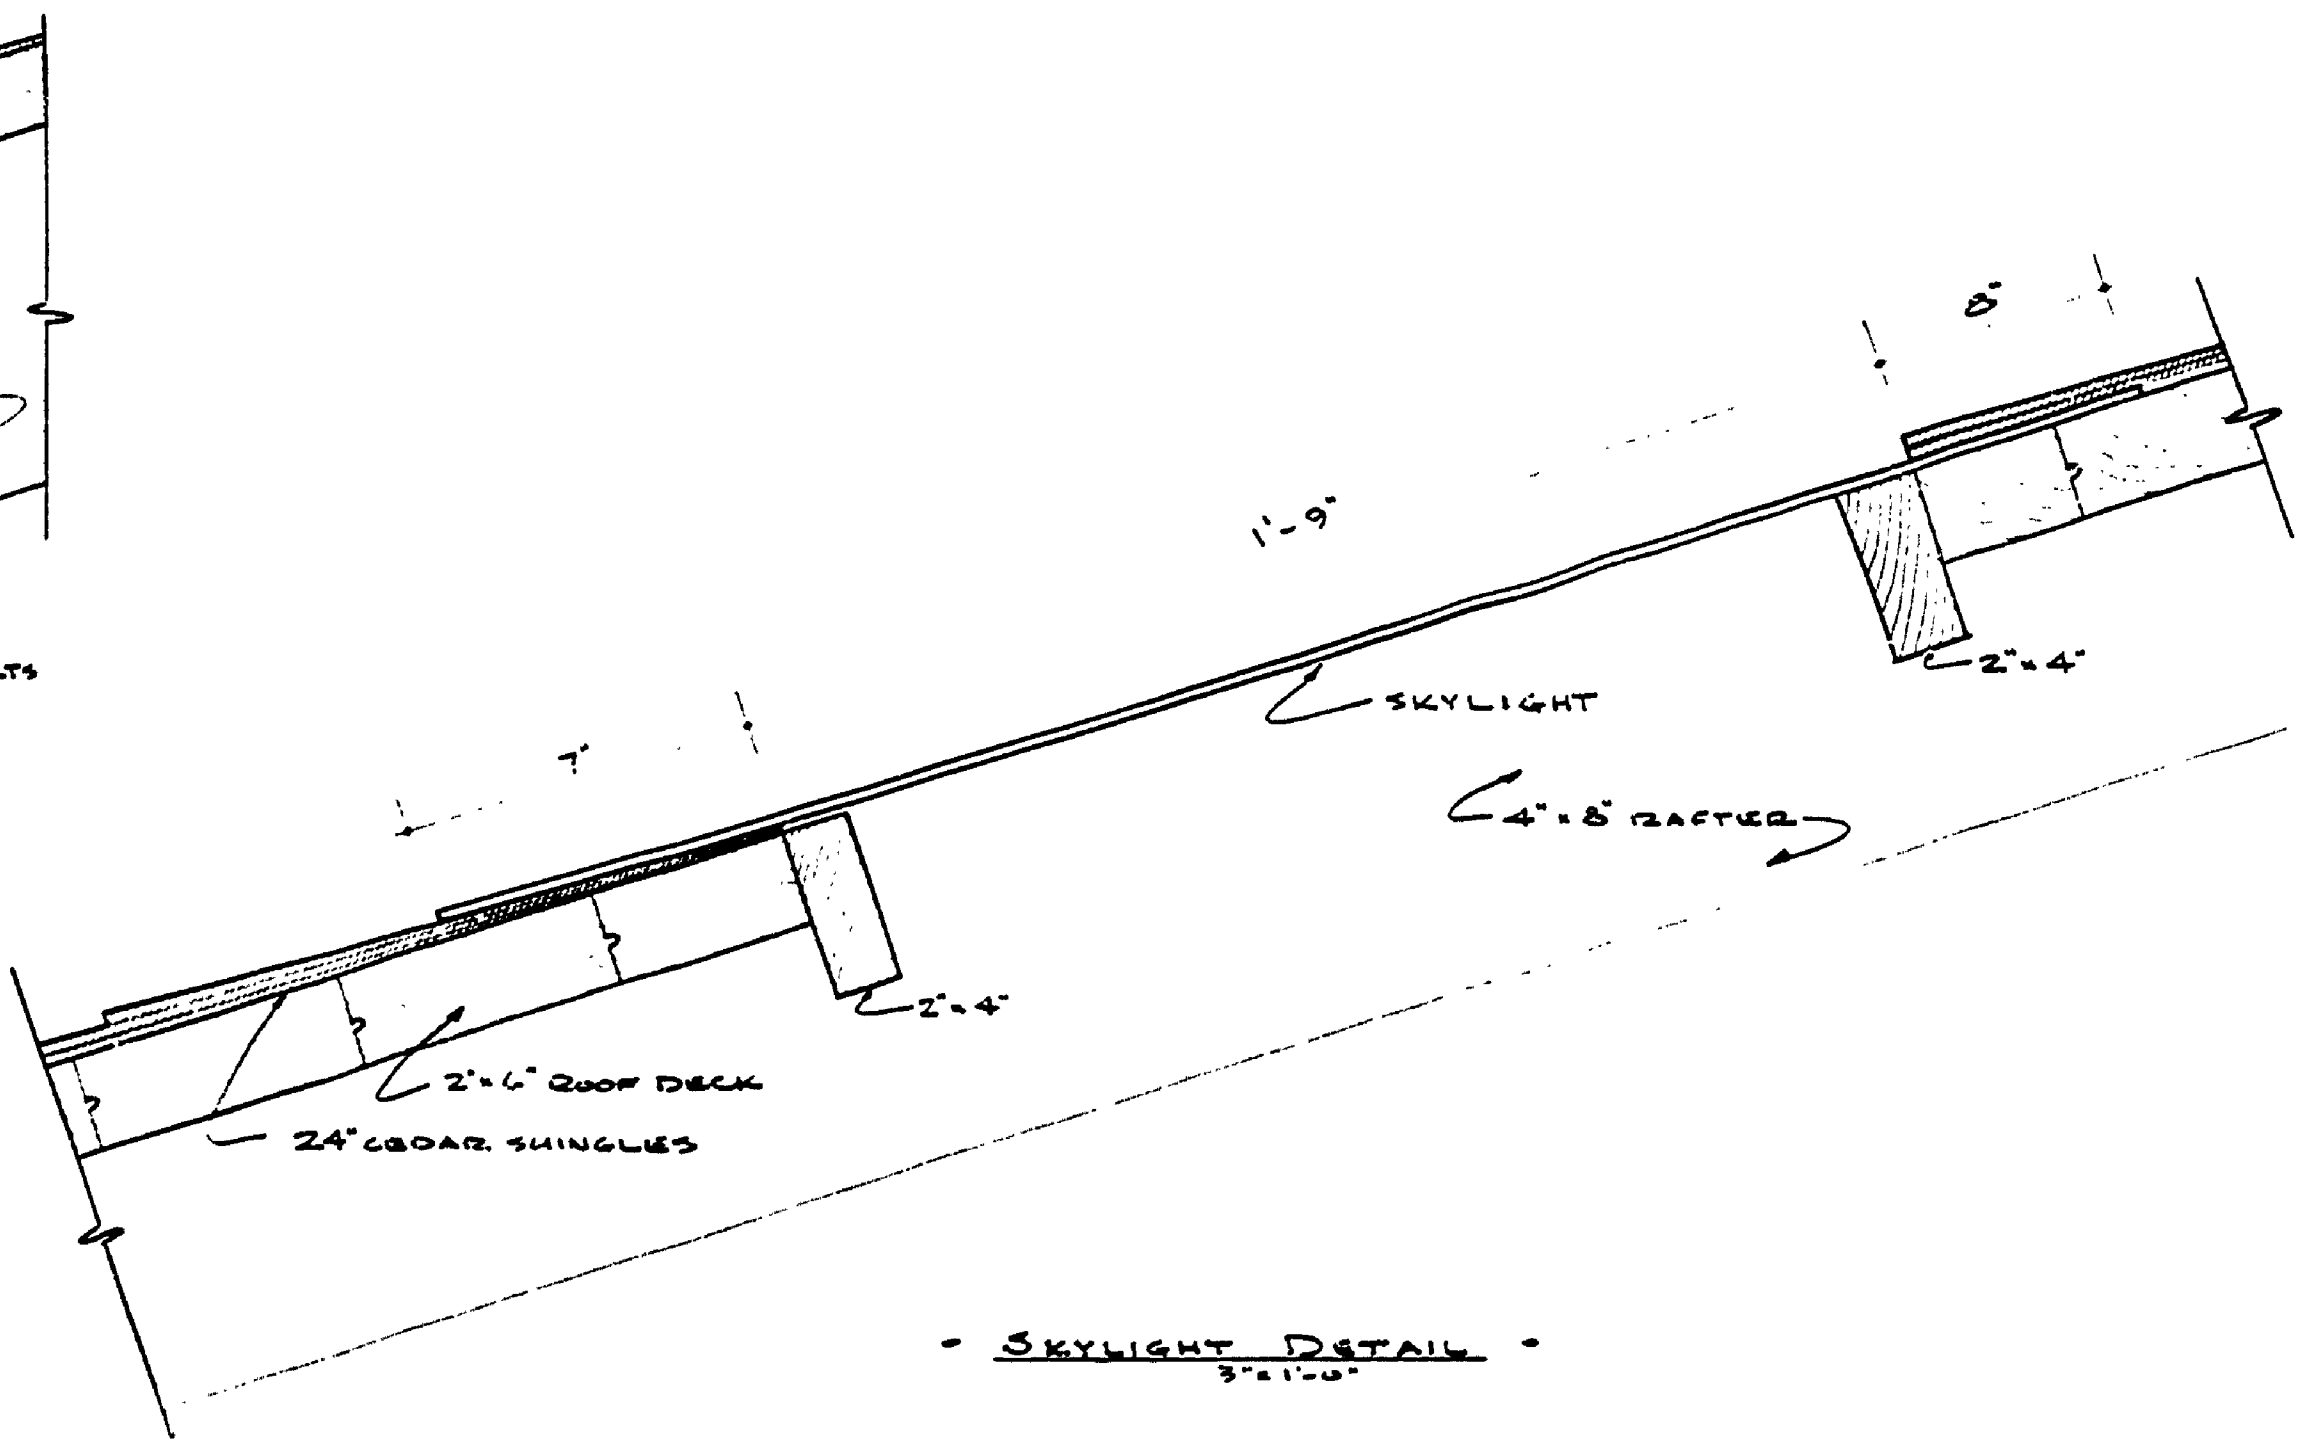 8"
1'-9"
2"x4"
SKYLIGHT
7"
4"x8" RAFTER
2"x4"
2"x6" ROOF DECK
24" CEDAR SHINGLES
- SKYLIGHT DETAIL -
3"=1'-0"